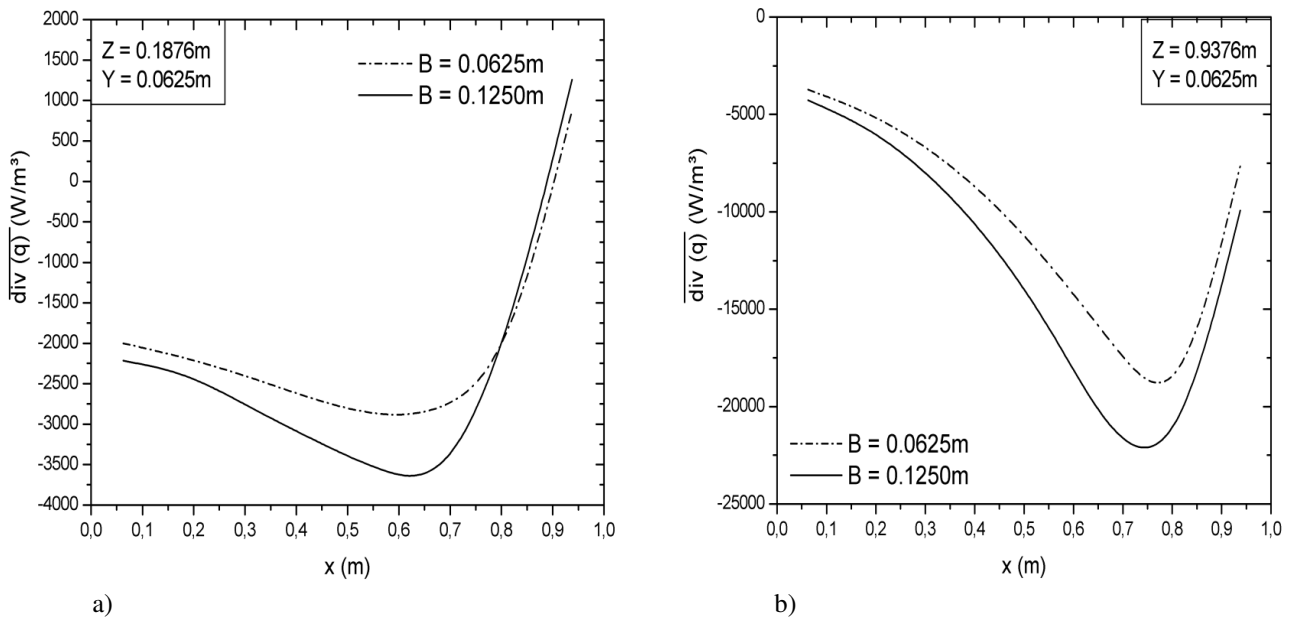 2000
1500
1000
500
0
-500
-1000
-1500
-2000
-2500
-3000
-3500
-4000
div (q) (W/m³)
Z = 0.1876m
Y = 0.0625m
B = 0.0625m
B = 0.1250m
0,0 0,1 0,2 0,3 0,4 0,5 0,6 0,7 0,8 0,9 1,0
x (m)
a)
0
-5000
-10000
-15000
-20000
-25000
div (q) (W/m³)
Z = 0.9376m
Y = 0.0625m
B = 0.0625m
B = 0.1250m
0,0 0,1 0,2 0,3 0,4 0,5 0,6 0,7 0,8 0,9 1,0
x (m)
b)